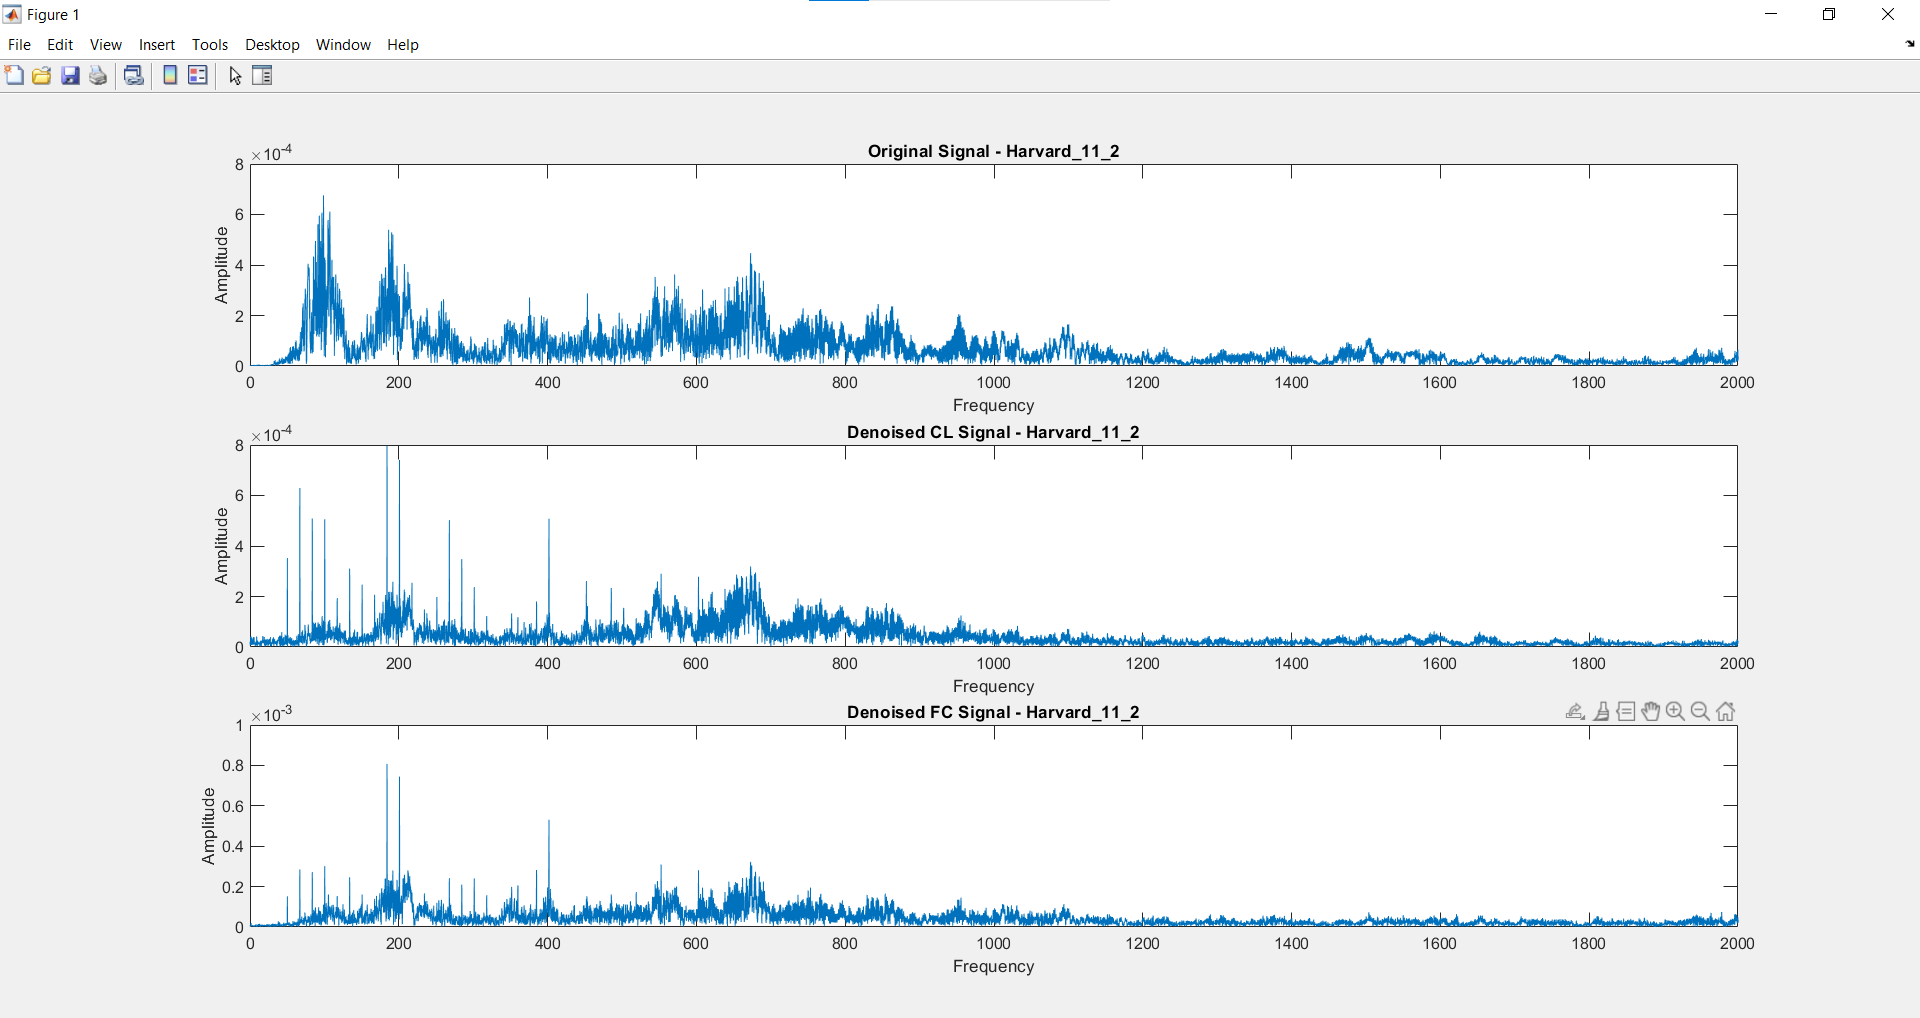 Figure 1
File Edit View Insert Tools Desktop Window Help
Original Signal - Harvard_11_2
×10-4
8
6
4
2
0
Amplitude
0 200 400 600 800 1000 1200 1400 1600 1800 2000
Frequency
Denoised CL Signal - Harvard_11_2
×10-4
8
6
4
2
0
Amplitude
0 200 400 600 800 1000 1200 1400 1600 1800 2000
Frequency
Denoised FC Signal - Harvard_11_2
×10-3
1
0.8
0.6
0.4
0.2
0
Amplitude
0 200 400 600 800 1000 1200 1400 1600 1800 2000
Frequency